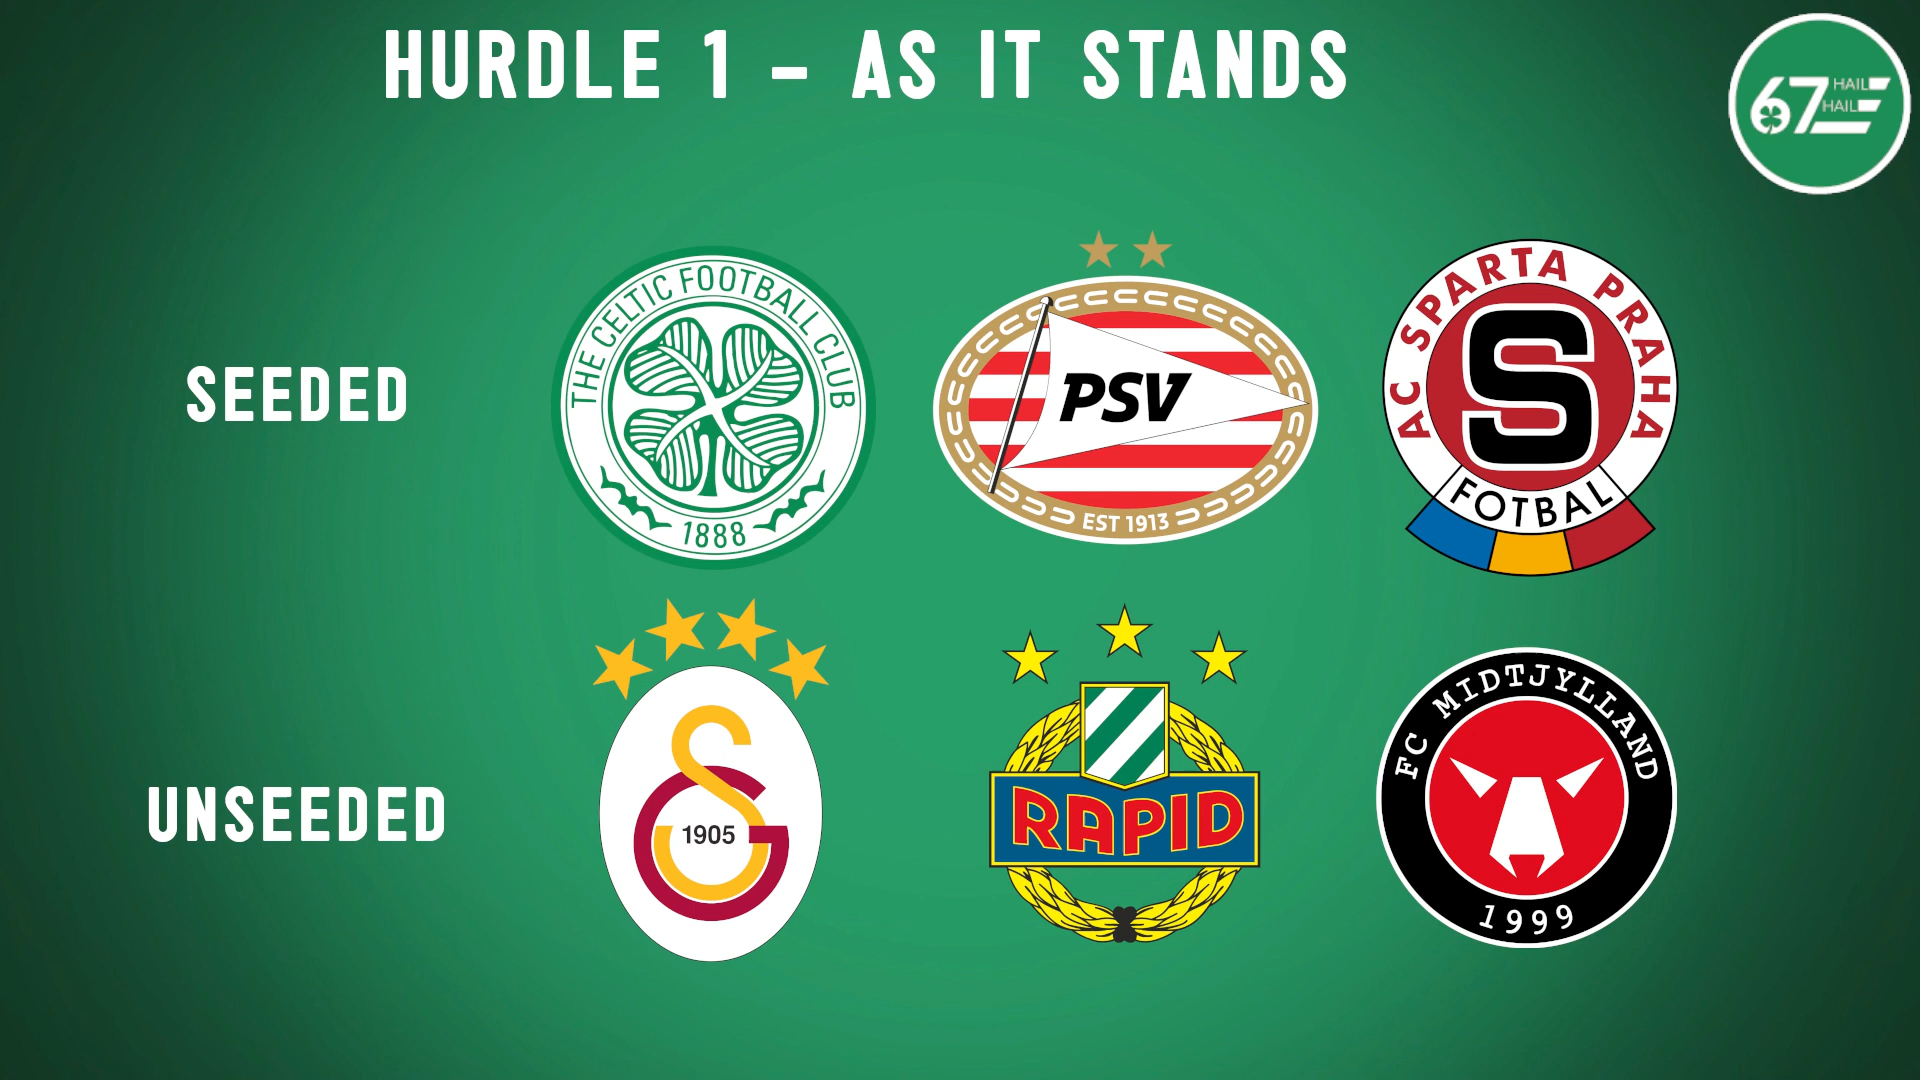 HURDLE 1 - AS IT STANDS
67 HAIL
HAIL
SEEDED
THE CELTIC FOOTBALL CLUB
1888
PSV
EST 1913
AC SPARTA PRAHA
S
FOTBAL
UNSEEDED
1905
RAPID
FC MIDTJYLLAND
1999